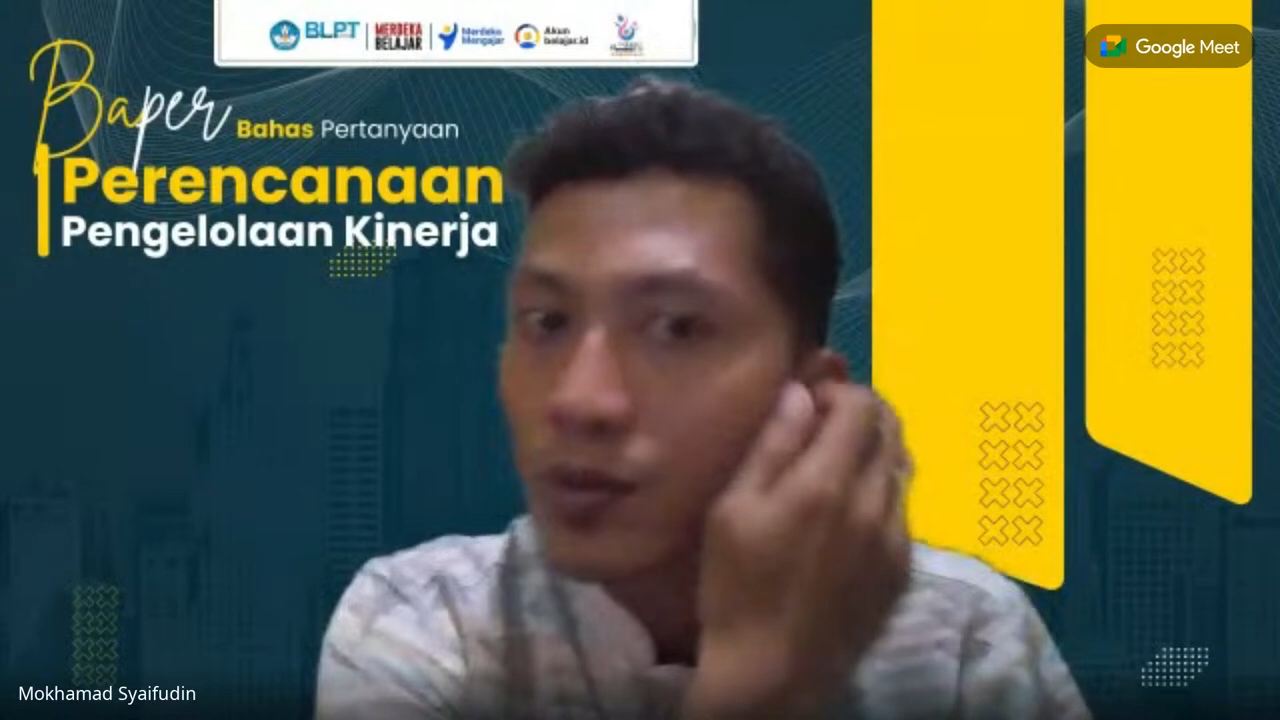 BLPT
MERDEKA
BELAJAR
Merdeka
Mengajar
Akun
belajar.id
Google Meet
Baper
Bahas Pertanyaan
Perencanaan
Pengelolaan Kinerja
Mokhamad Syaifudin